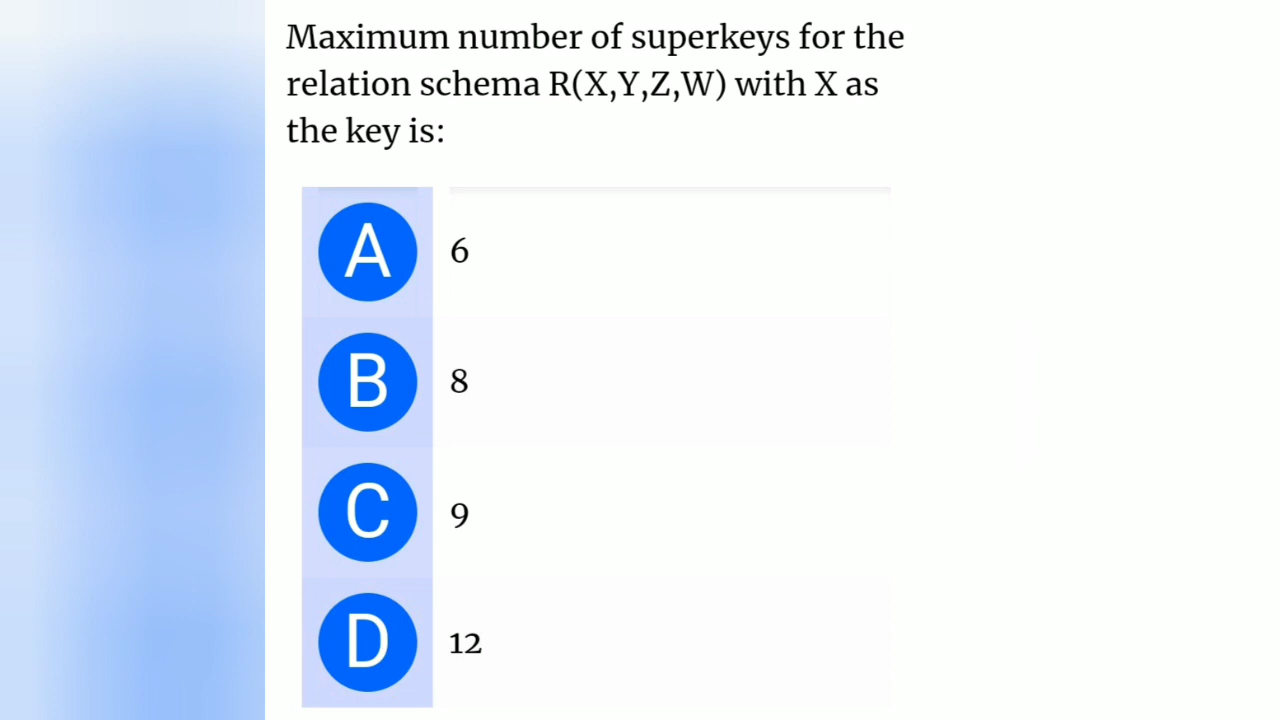 Maximum number of superkeys for the
relation schema R(X,Y,Z,W) with X as
the key is:
A 6
B 8
C 9
D 12